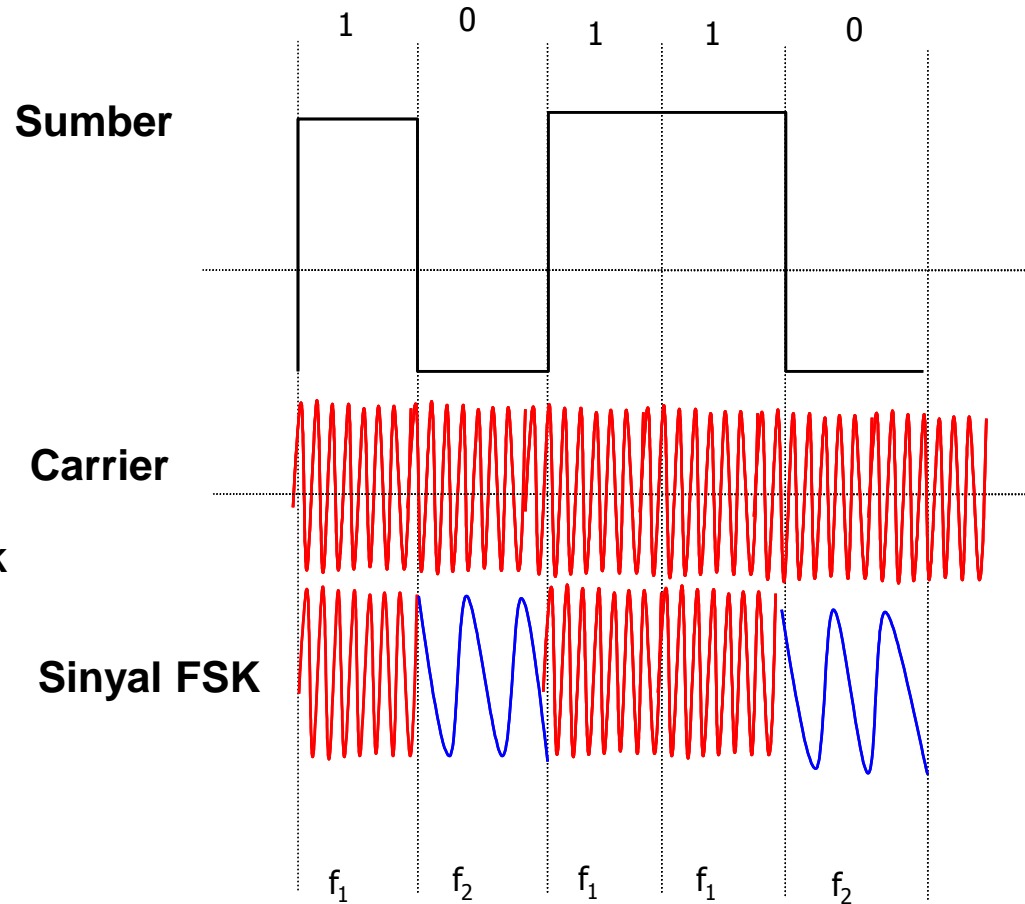 1 0 1 1 0
Sumber
Carrier
k
Sinyal FSK
f₁ f₂ f₁ f₁ f₂